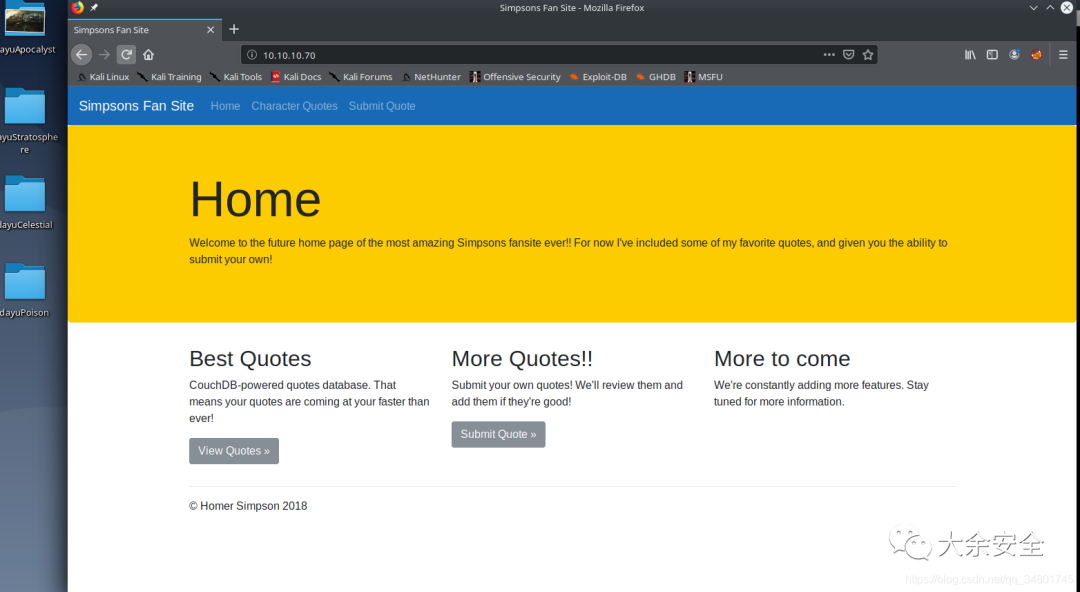 Simpsons Fan Site - Mozilla Firefox
Simpsons Fan Site
10.10.10.70
Kali Linux Kali Training Kali Tools Kali Docs Kali Forums NetHunter Offensive Security Exploit-DB GHDB MSFU
Simpsons Fan Site Home Character Quotes Submit Quote
ayuApocalyst
ayuStratosphe
re
dayuCelestial
dayuPoison
Home
Welcome to the future home page of the most amazing Simpsons fansite ever!! For now I've included some of my favorite quotes, and given you the ability to
submit your own!
Best Quotes
CouchDB-powered quotes database. That
means your quotes are coming at your faster than
ever!
View Quotes »
More Quotes!!
Submit your own quotes! We'll review them and
add them if they're good!
Submit Quote »
More to come
We're constantly adding more features. Stay
tuned for more information.
© Homer Simpson 2018
大余安全
https://blog.csdn.net/qq_34801745